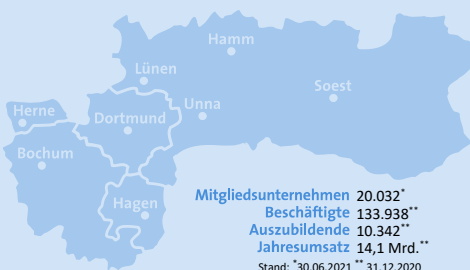 Hamm
Lünen
Soest
Unna
Herne
Dortmund
Bochum
Hagen
Mitgliedsunternehmen 20.032*
Beschäftigte 133.938**
Auszubildende 10.342**
Jahresumsatz 14,1 Mrd.**
Stand: *30.06.2021 **31.12.2020